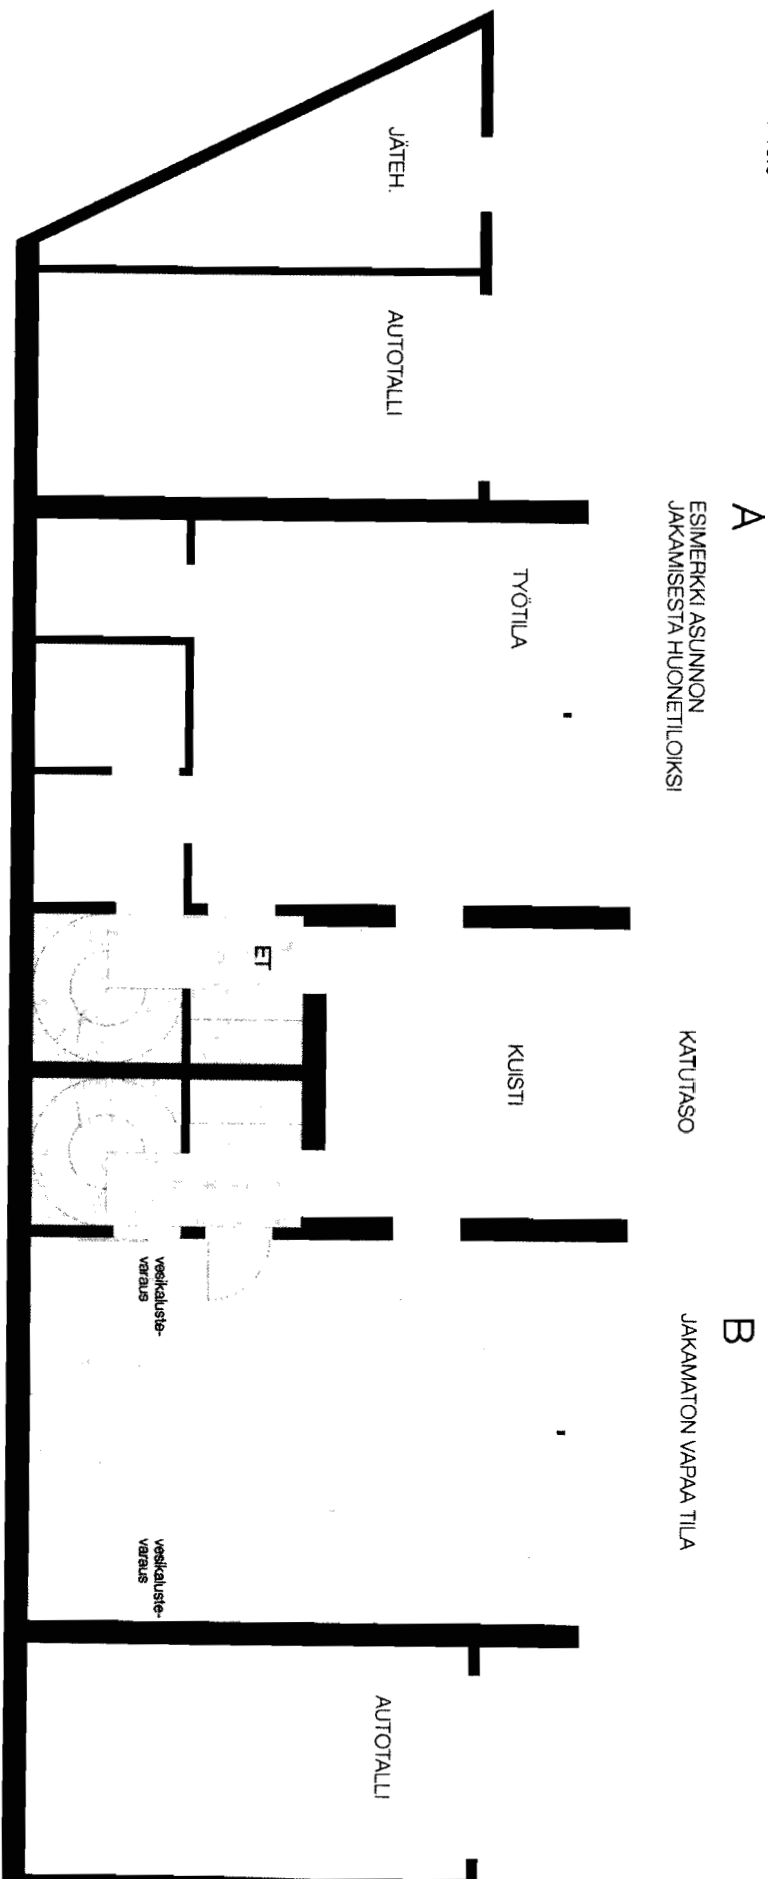 A
ESIMERKKI ASUNNON
JAKAMISESTA HUONETILOIKSI
KATUTASO
B
JAKAMATON VAPAA TILA
JÄTEH.
AUTOTALLI
TYÖTILA
ET
KUISTI
vesikaluste-
varaus
vesikaluste-
varaus
AUTOTALLI